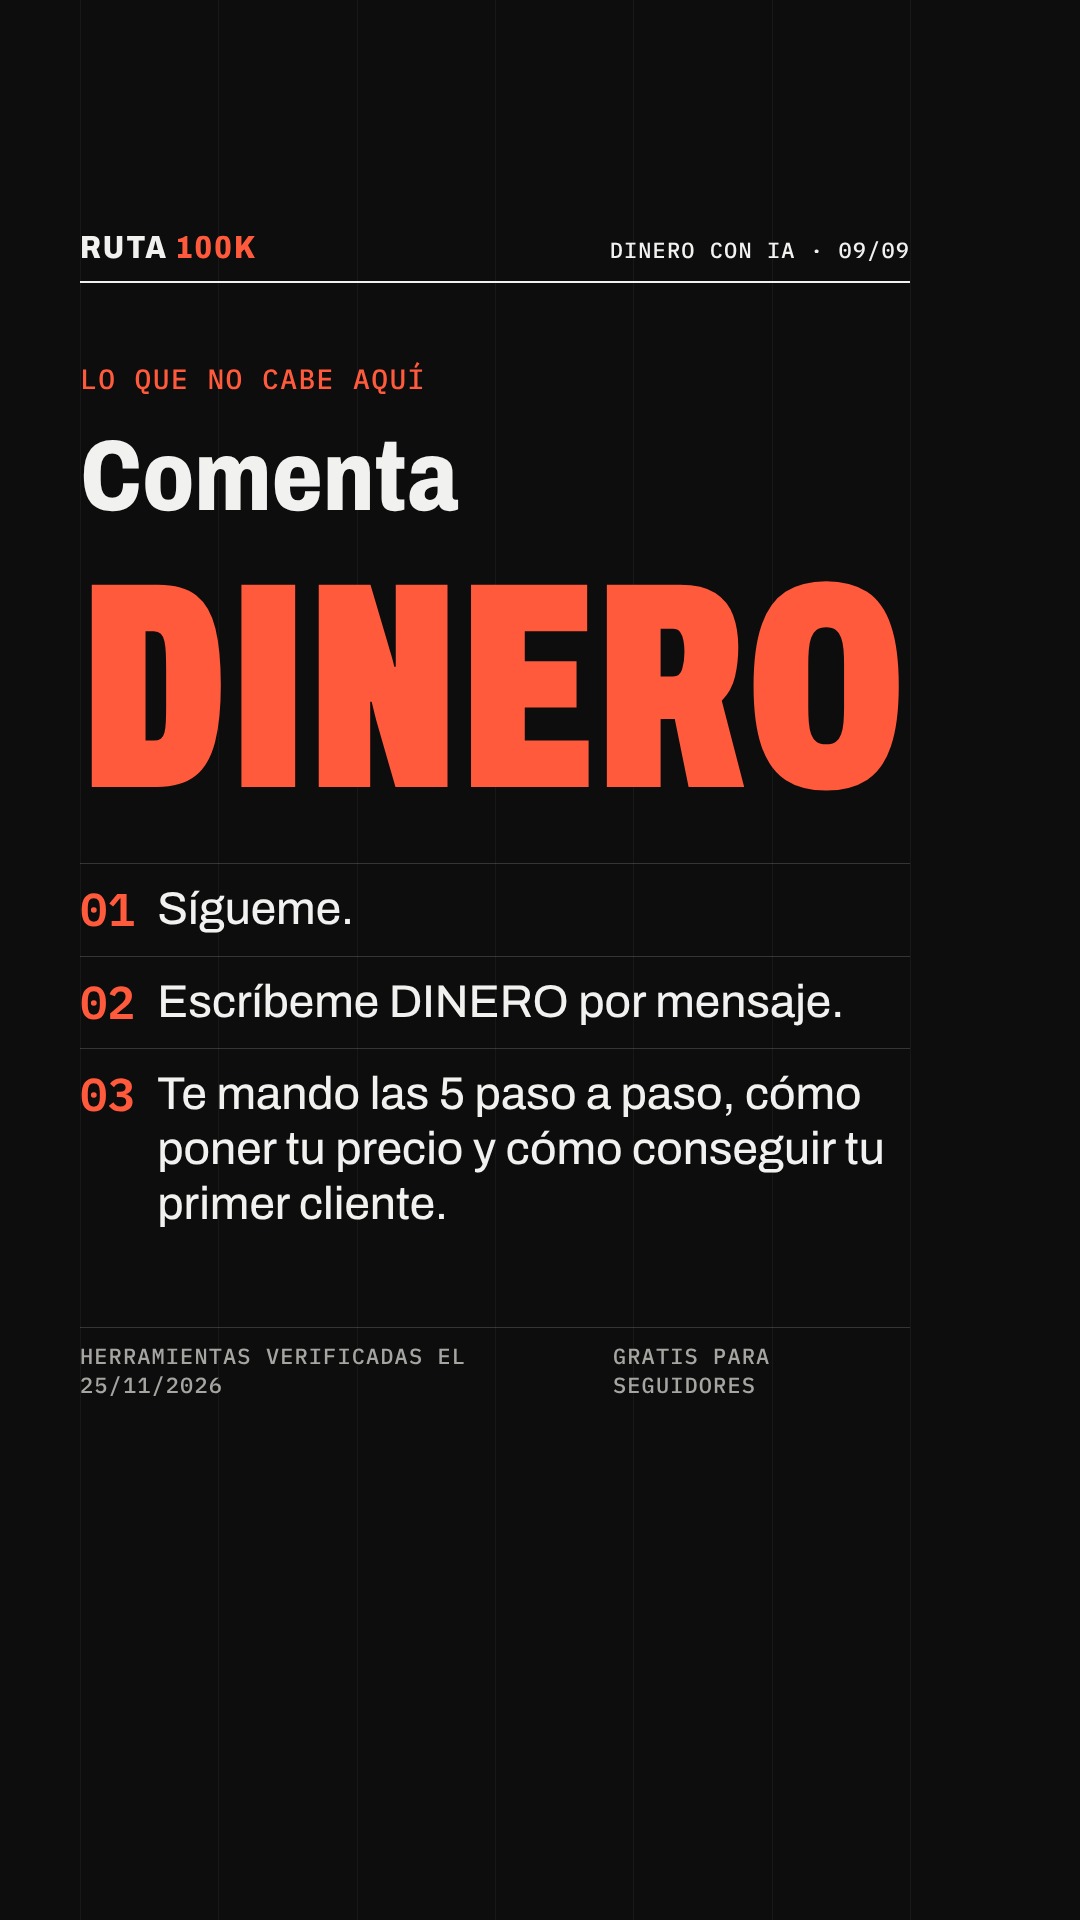 RUTA 100K
DINERO CON IA · 09/09
LO QUE NO CABE AQUÍ
Comenta
DINERO
01 Sígueme.
02 Escríbeme DINERO por mensaje.
03 Te mando las 5 paso a paso, cómo
poner tu precio y cómo conseguir tu
primer cliente.
HERRAMIENTAS VERIFICADAS EL
25/11/2026
GRATIS PARA
SEGUIDORES